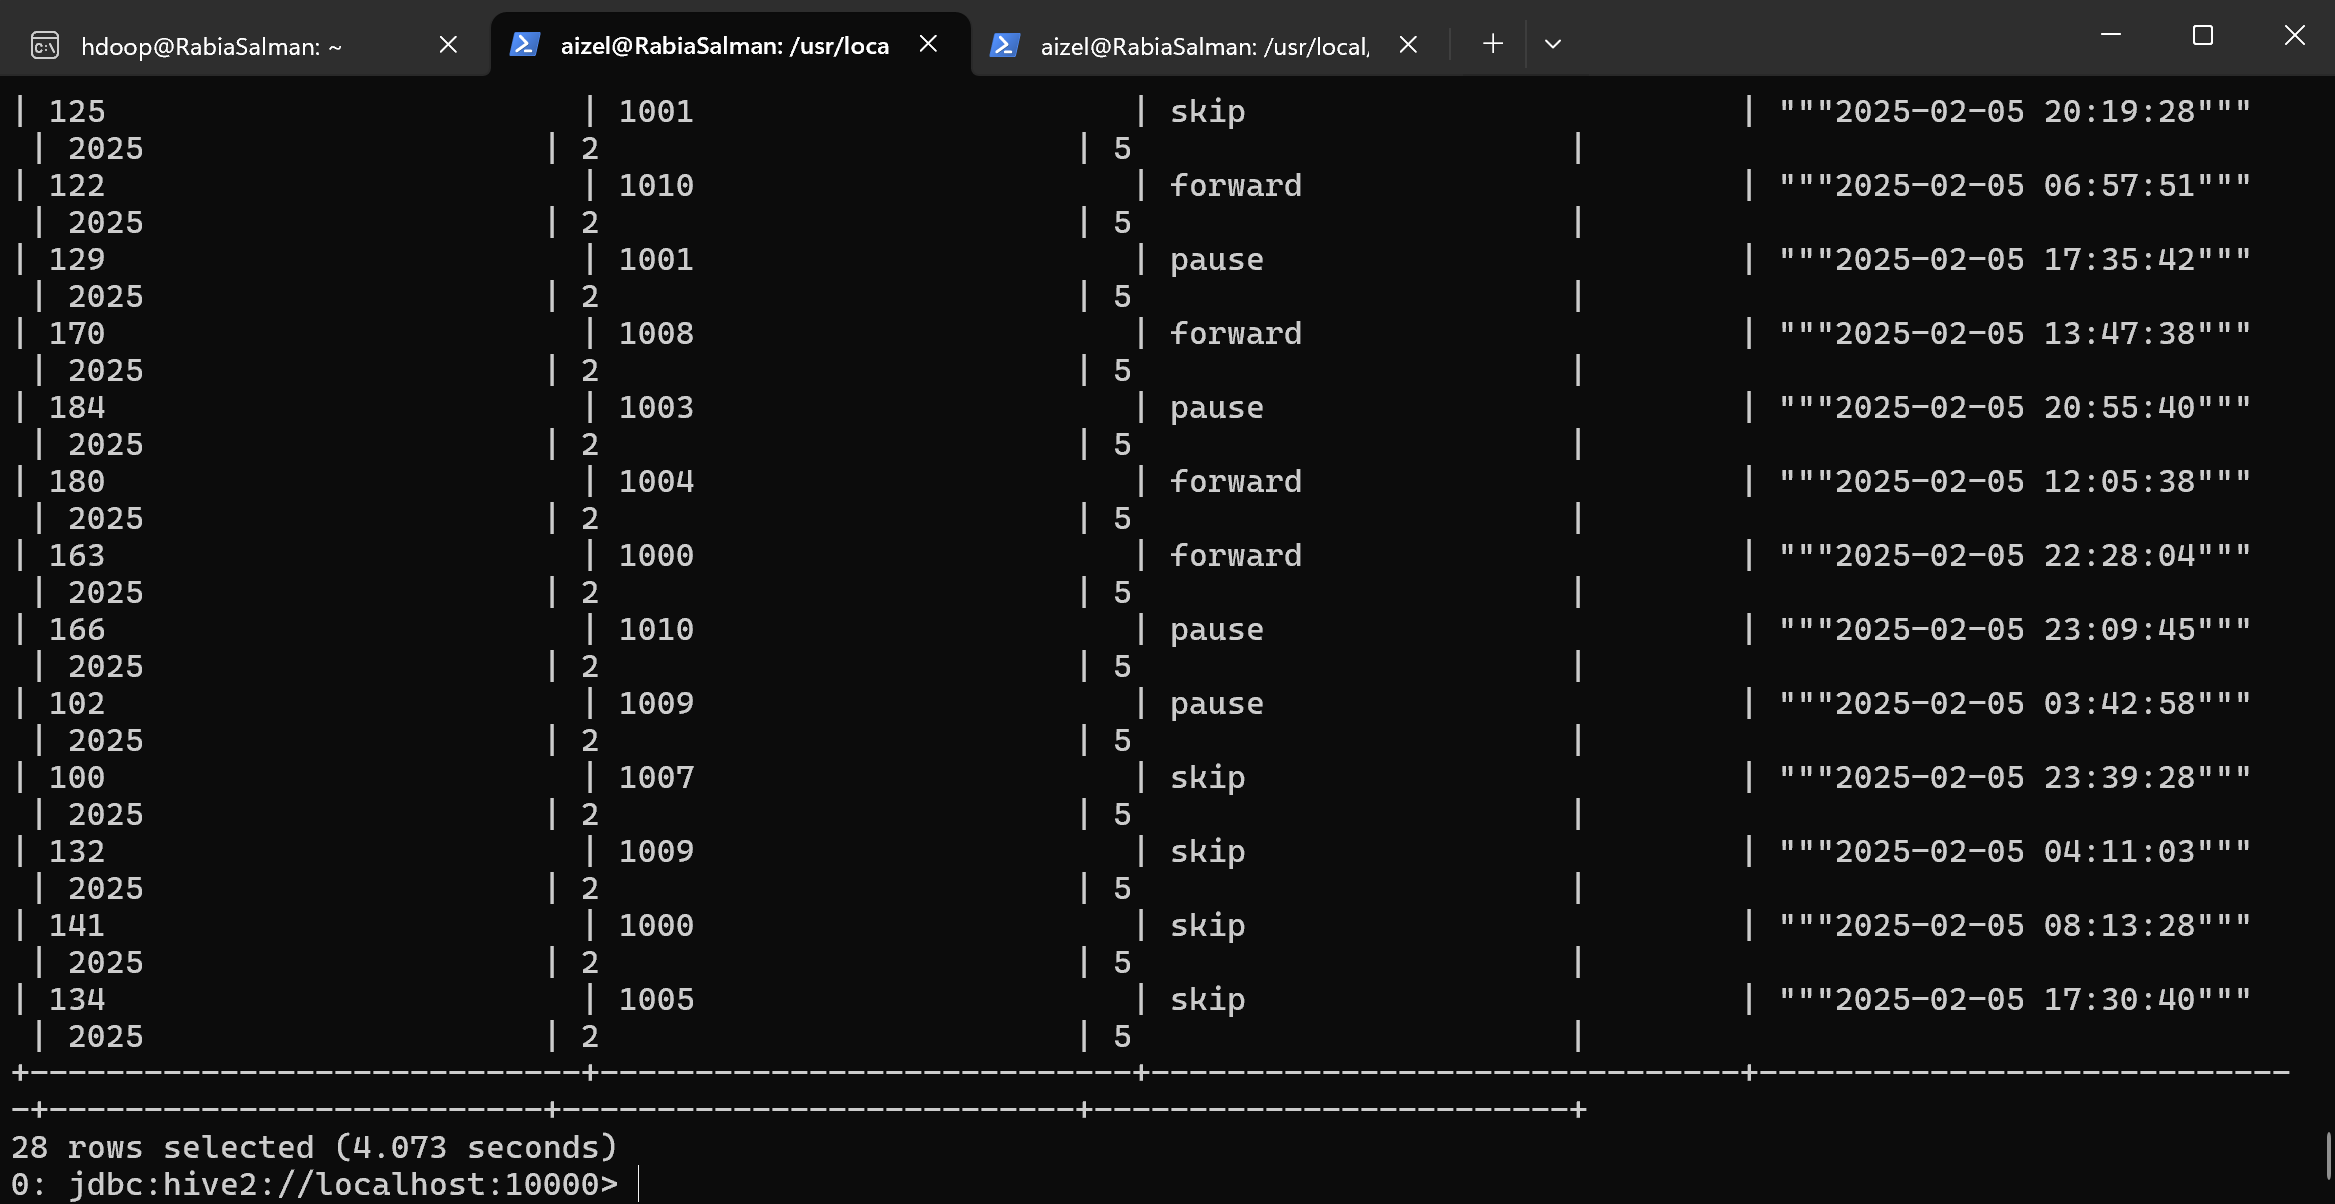 hdoop@RabiaSalman: ~
aizel@RabiaSalman: /usr/loca
aizel@RabiaSalman: /usr/local/
| 125 | 1001 | skip | """2025-02-05 20:19:28"""
| 2025 | 2 | 5 |
| 122 | 1010 | forward | """2025-02-05 06:57:51"""
| 2025 | 2 | 5 |
| 129 | 1001 | pause | """2025-02-05 17:35:42"""
| 2025 | 2 | 5 |
| 170 | 1008 | forward | """2025-02-05 13:47:38"""
| 2025 | 2 | 5 |
| 184 | 1003 | pause | """2025-02-05 20:55:40"""
| 2025 | 2 | 5 |
| 180 | 1004 | forward | """2025-02-05 12:05:38"""
| 2025 | 2 | 5 |
| 163 | 1000 | forward | """2025-02-05 22:28:04"""
| 2025 | 2 | 5 |
| 166 | 1010 | pause | """2025-02-05 23:09:45"""
| 2025 | 2 | 5 |
| 102 | 1009 | pause | """2025-02-05 03:42:58"""
| 2025 | 2 | 5 |
| 100 | 1007 | skip | """2025-02-05 23:39:28"""
| 2025 | 2 | 5 |
| 132 | 1009 | skip | """2025-02-05 04:11:03"""
| 2025 | 2 | 5 |
| 141 | 1000 | skip | """2025-02-05 08:13:28"""
| 2025 | 2 | 5 |
| 134 | 1005 | skip | """2025-02-05 17:30:40"""
| 2025 | 2 | 5 |
+-----------------------------+----------------------------+-------------------------------+----------------------------
-+--------------------------+---------------------------+-------------------------+
28 rows selected (4.073 seconds)
0: jdbc:hive2://localhost:10000>